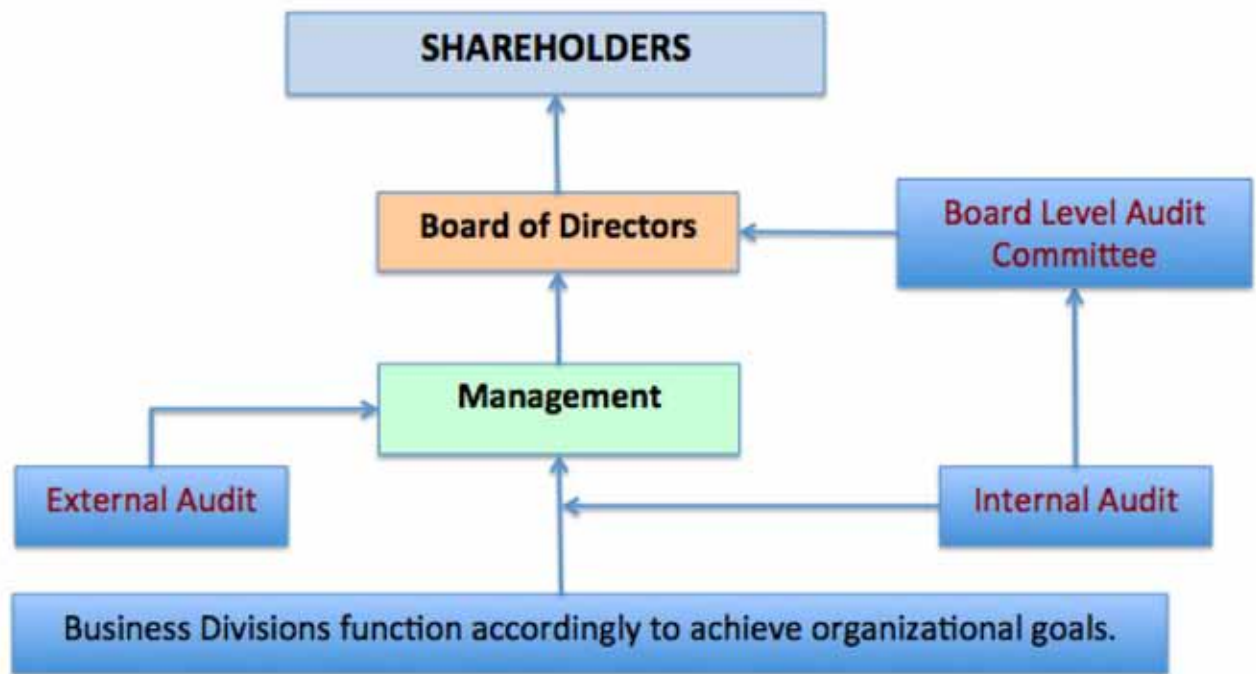 SHAREHOLDERS
Board of Directors
Board Level Audit
Committee
Management
External Audit
Internal Audit
Business Divisions function accordingly to achieve organizational goals.